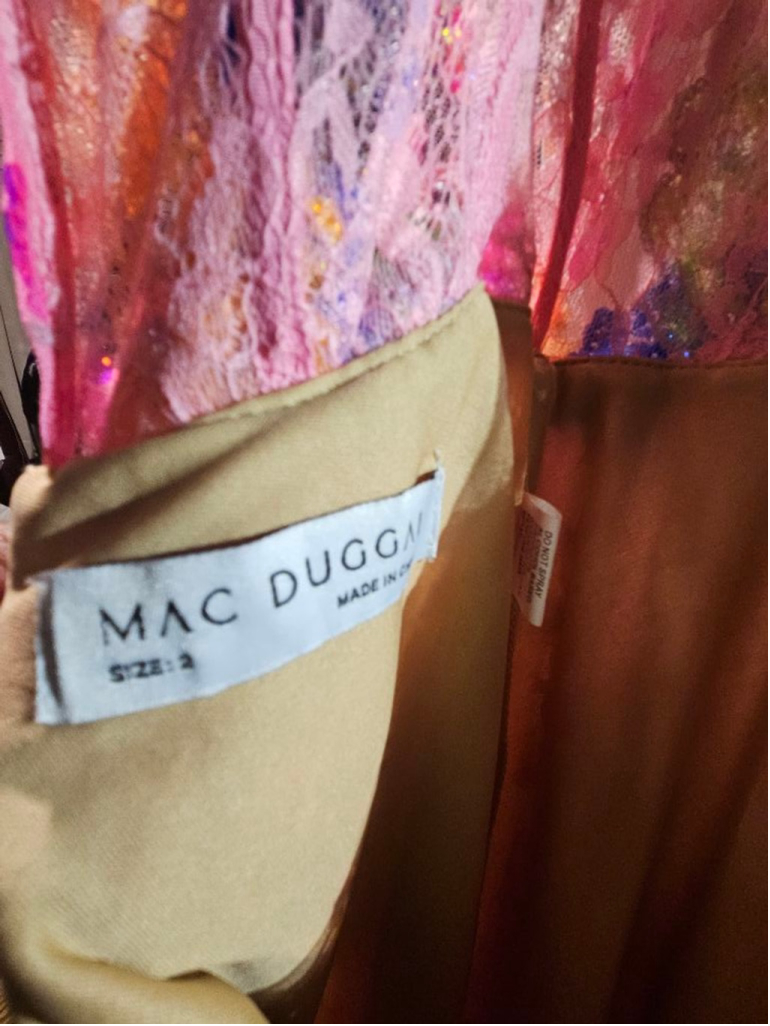 MAC DUGGA
MADE IN
SIZE: 2
DO NOT SPRAY